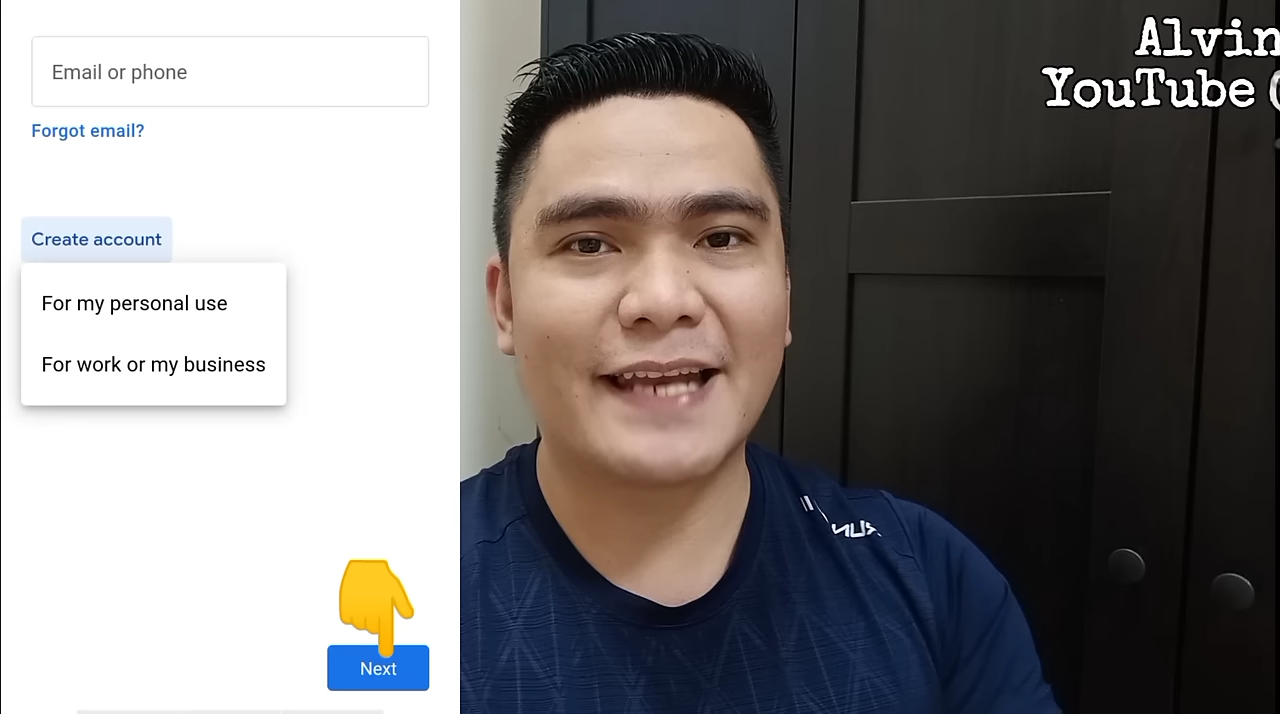 Email or phone
Forgot email?
Create account
For my personal use
For work or my business
Next
Alvin
YouTube